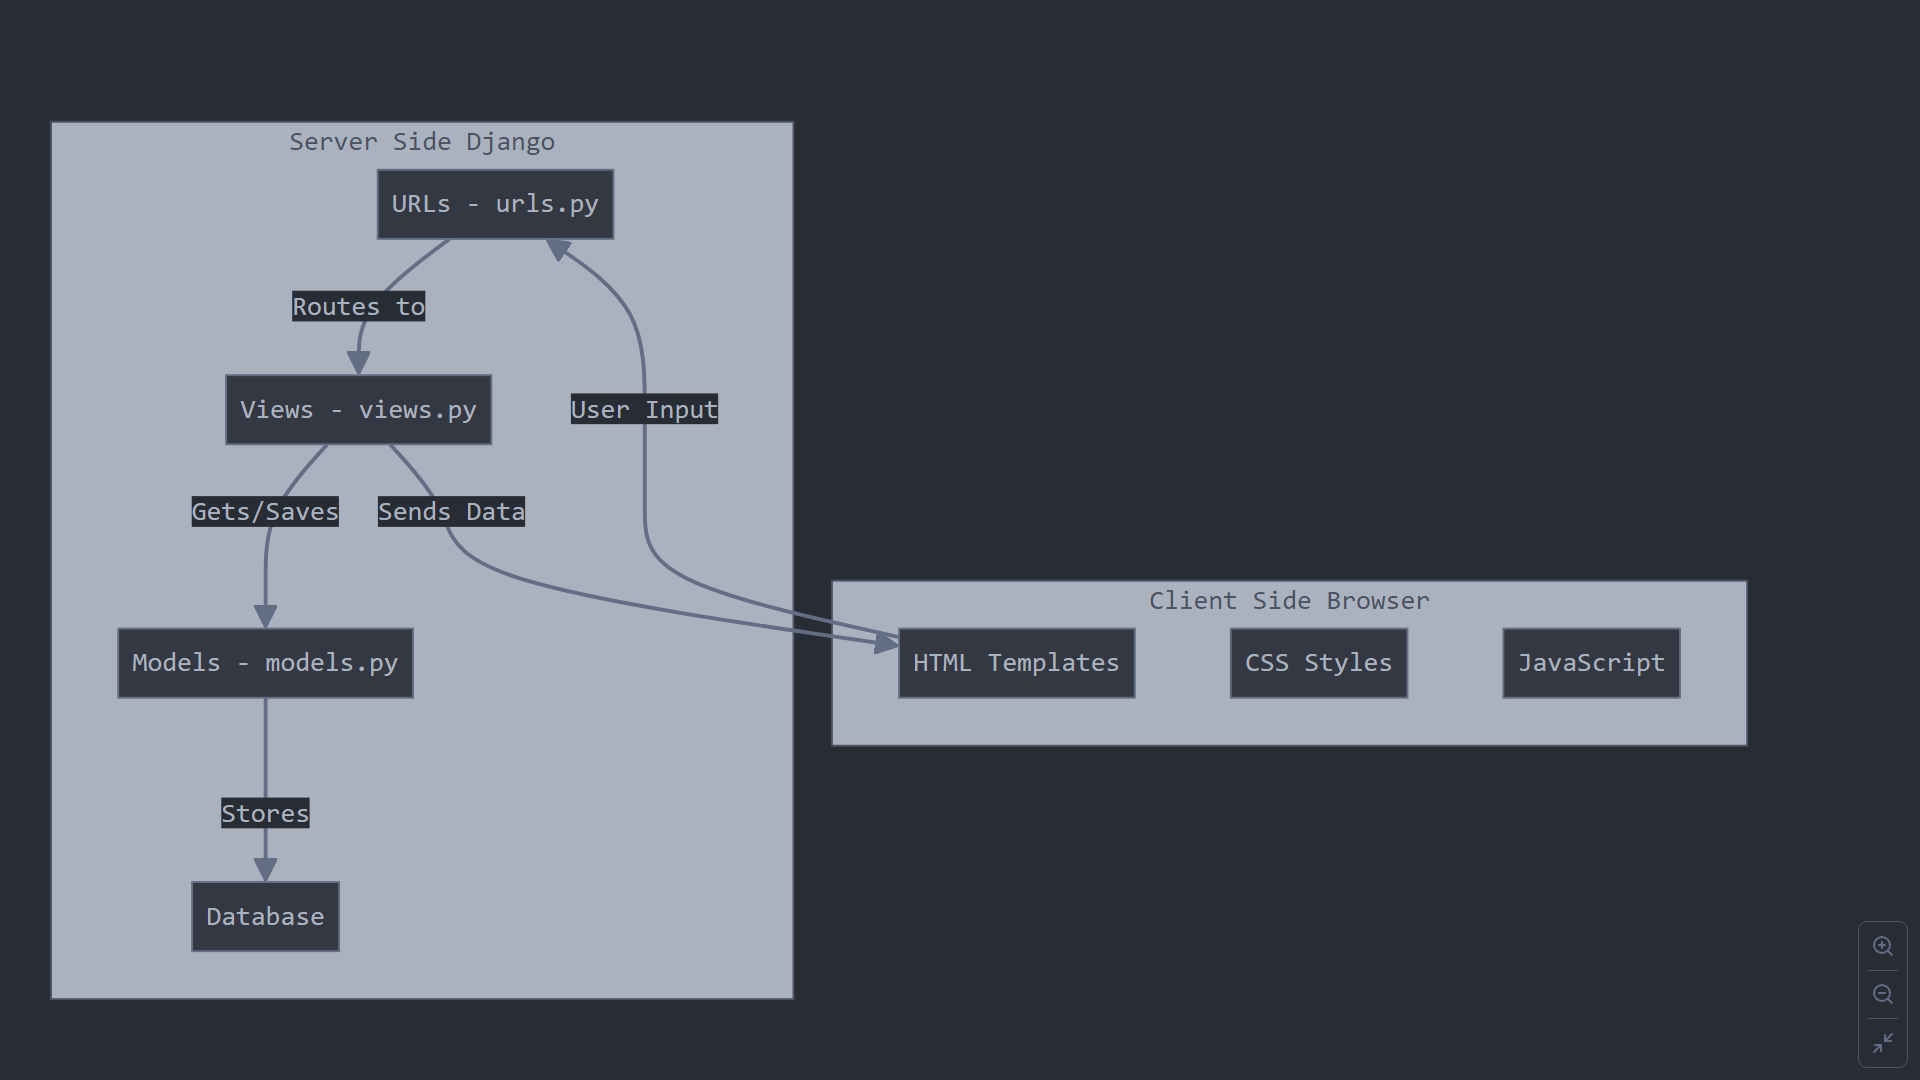 Server Side Django
URLs - urls.py
Routes to
Views - views.py
User Input
Gets/Saves
Sends Data
Models - models.py
Stores
Database
Client Side Browser
HTML Templates
CSS Styles
JavaScript